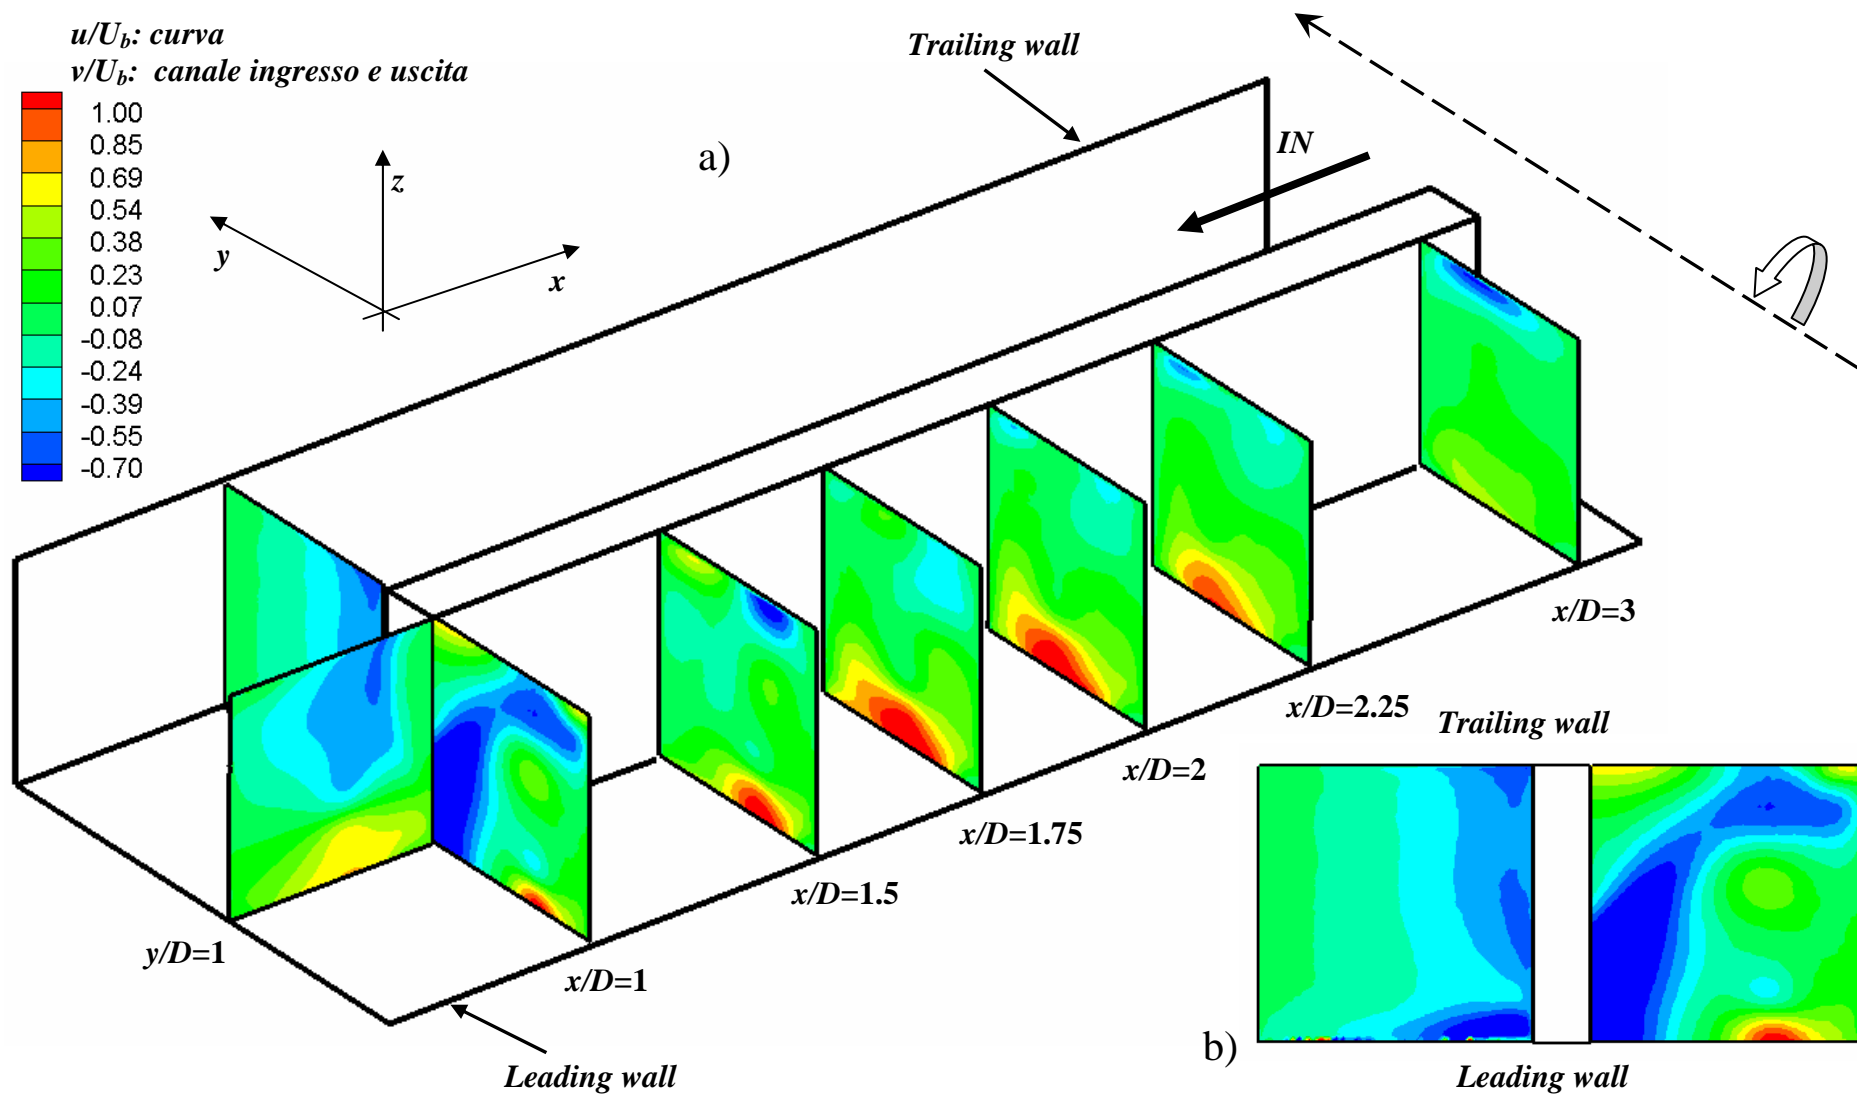 u/Ub: curva
v/Ub: canale ingresso e uscita
1.00
0.85
0.69
0.54
0.38
0.23
0.07
-0.08
-0.24
-0.39
-0.55
-0.70
z
y
x
a)
Trailing wall
IN
x/D=3
x/D=2.25
x/D=2
x/D=1.75
x/D=1.5
x/D=1
y/D=1
Leading wall
Trailing wall
b)
Leading wall